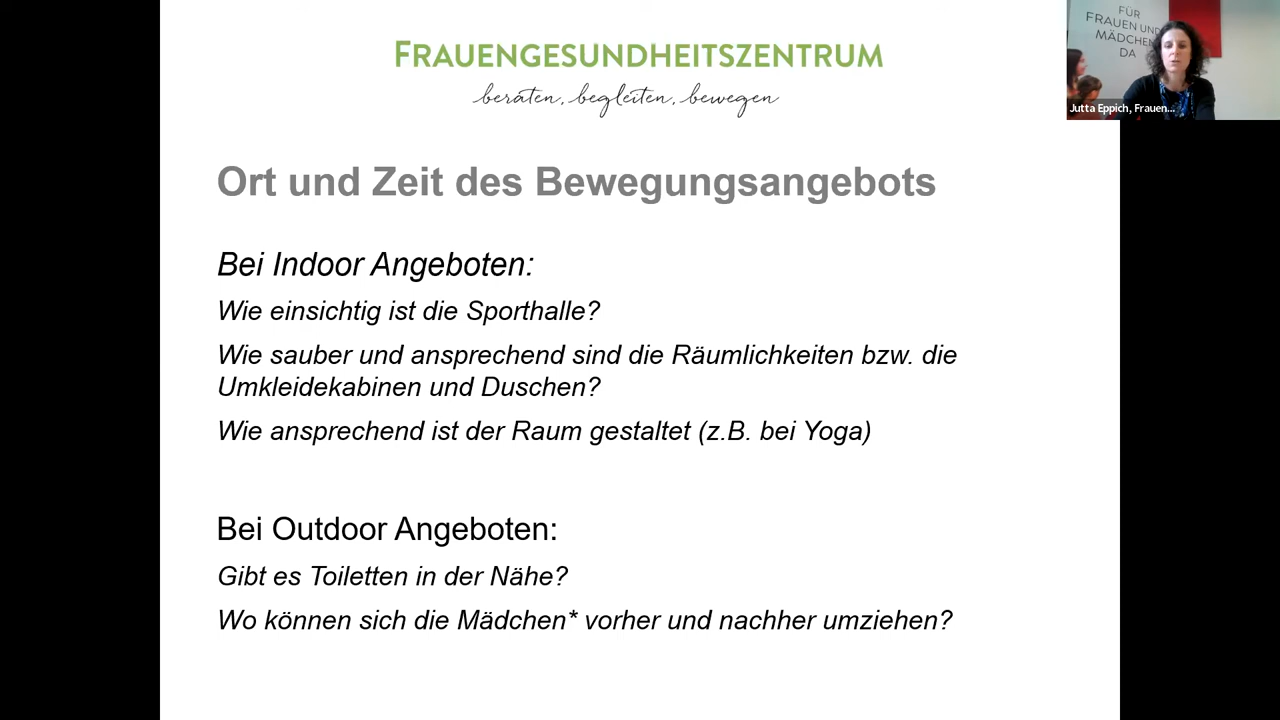 FRAUENGESUNDHEITSZENTRUM
beraten, begleiten, bewegen
FÜR
FRAUEN UND
MÄDCHEN
DA
Jutta Eppich, Frauen...
Ort und Zeit des Bewegungsangebots
Bei Indoor Angeboten:
Wie einsichtig ist die Sporthalle?
Wie sauber und ansprechend sind die Räumlichkeiten bzw. die
Umkleidekabinen und Duschen?
Wie ansprechend ist der Raum gestaltet (z.B. bei Yoga)
Bei Outdoor Angeboten:
Gibt es Toiletten in der Nähe?
Wo können sich die Mädchen* vorher und nachher umziehen?